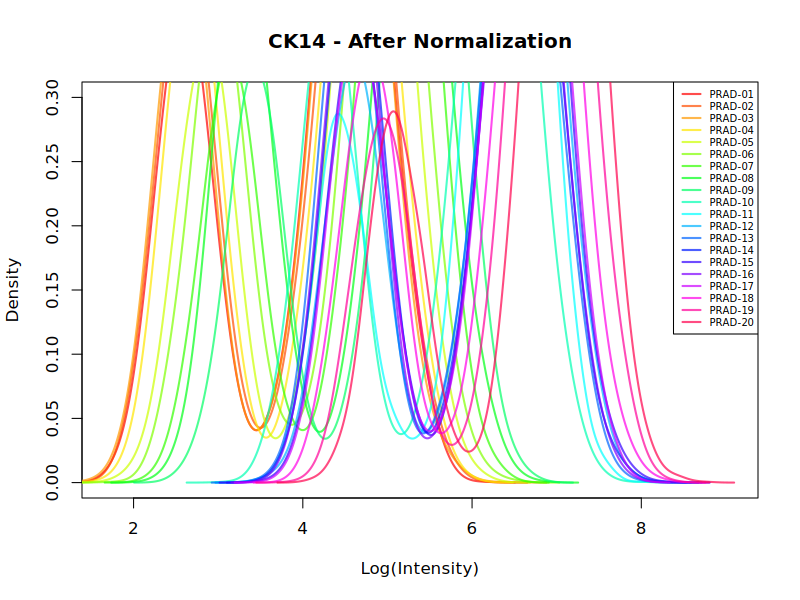 CK14 - After Normalization
Density
0.30
0.25
0.20
0.15
0.10
0.05
0.00
PRAD-01
PRAD-02
PRAD-03
PRAD-04
PRAD-05
PRAD-06
PRAD-07
PRAD-08
PRAD-09
PRAD-10
PRAD-11
PRAD-12
PRAD-13
PRAD-14
PRAD-15
PRAD-16
PRAD-17
PRAD-18
PRAD-19
PRAD-20
2 4 6 8
Log(Intensity)